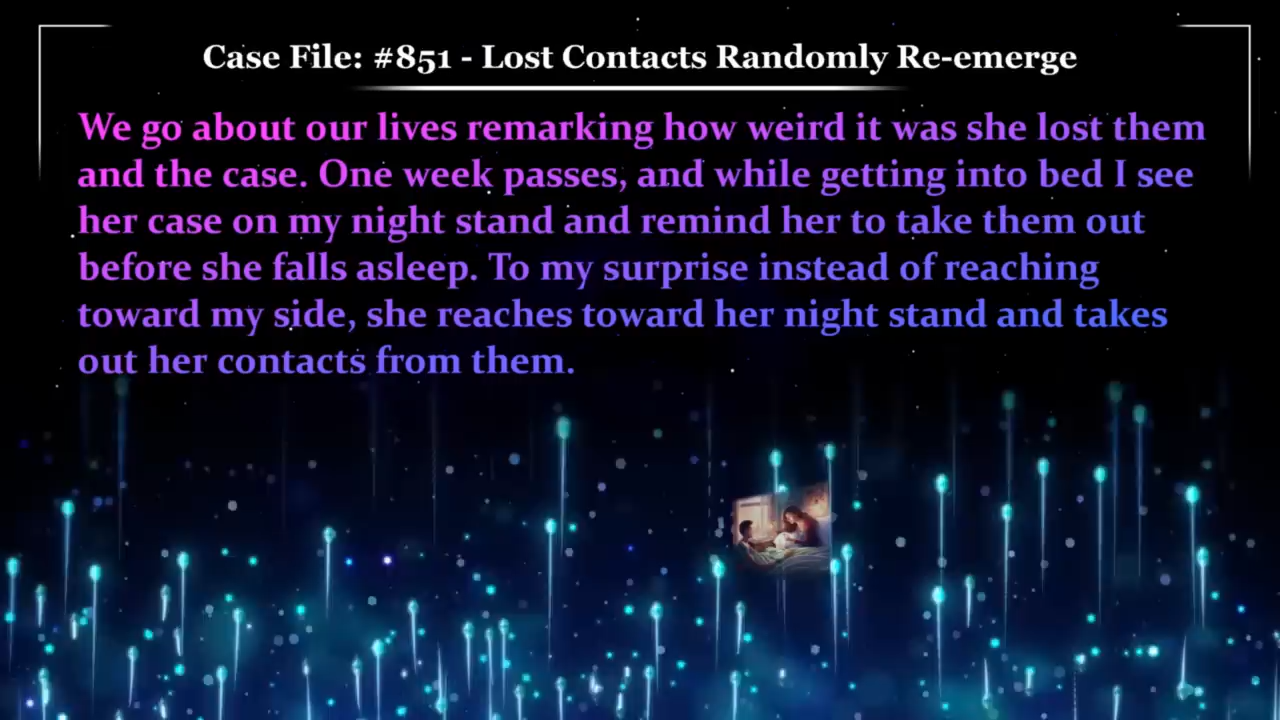 Case File: #851 - Lost Contacts Randomly Re-emerge
We go about our lives remarking how weird it was she lost them
and the case. One week passes, and while getting into bed I see
her case on my night stand and remind her to take them out
before she falls asleep. To my surprise instead of reaching
toward my side, she reaches toward her night stand and takes
out her contacts from them.